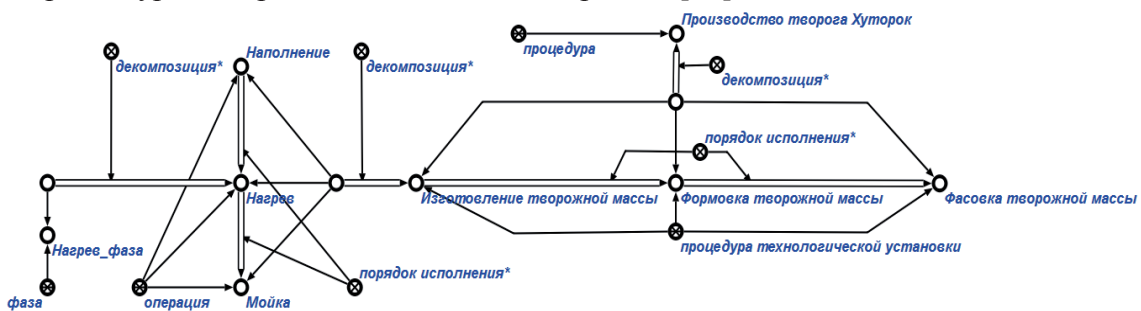 Производство творога Хуторок
процедура
Наполнение
декомпозиция*
декомпозиция*
декомпозиция*
порядок исполнения*
Нагрев
Изготовление творожной массы
Формовка творожной массы
Фасовка творожной массы
Нагрев_фаза
процедура технологической установки
порядок исполнения*
фаза
операция
Мойка